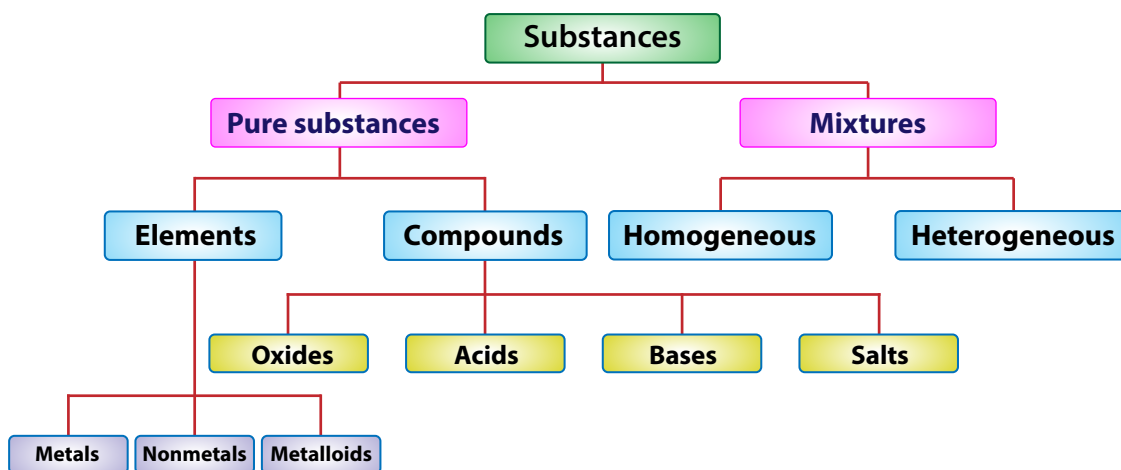 Substances
Pure substances
Mixtures
Elements
Compounds
Homogeneous
Heterogeneous
Oxides
Acids
Bases
Salts
Metals
Nonmetals
Metalloids